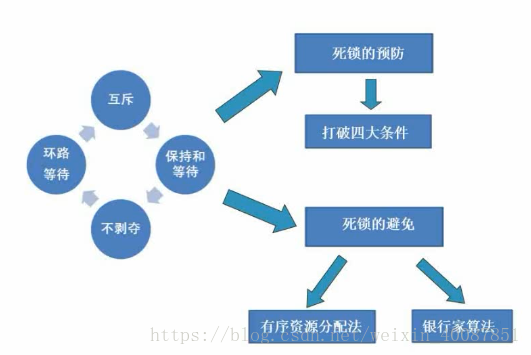 互斥
保持和
等待
不剥夺
环路
等待
死锁的预防
打破四大条件
死锁的避免
有序资源分配法
银行家算法
https://blog.csdn.net/weixin_40087851